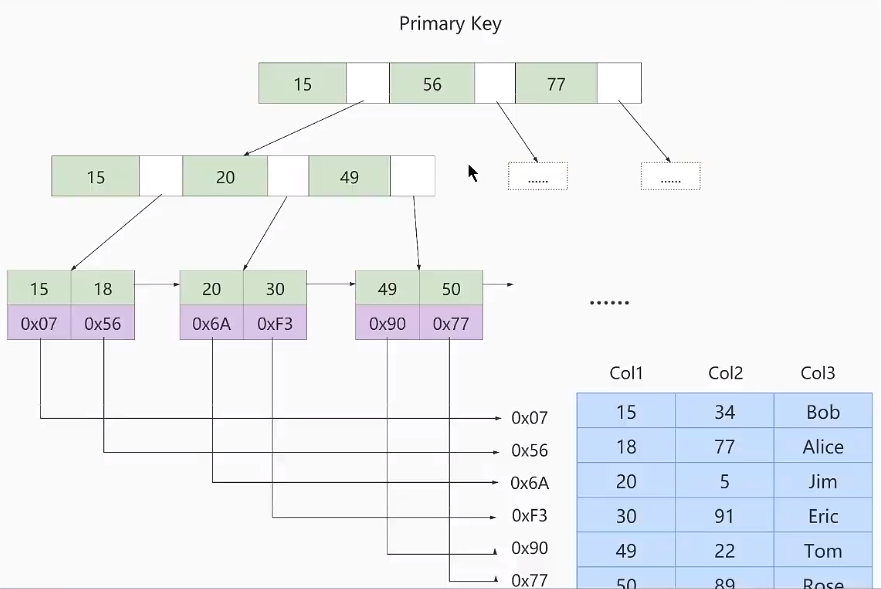 Primary Key
15 56 77
15 20 49
...... ......
15 18 20 30 49 50
0x07 0x56 0x6A 0xF3 0x90 0x77
......
Col1 Col2 Col3
0x07 15 34 Bob
0x56 18 77 Alice
0x6A 20 5 Jim
0xF3 30 91 Eric
0x90 49 22 Tom
0x77 50 89 Rose